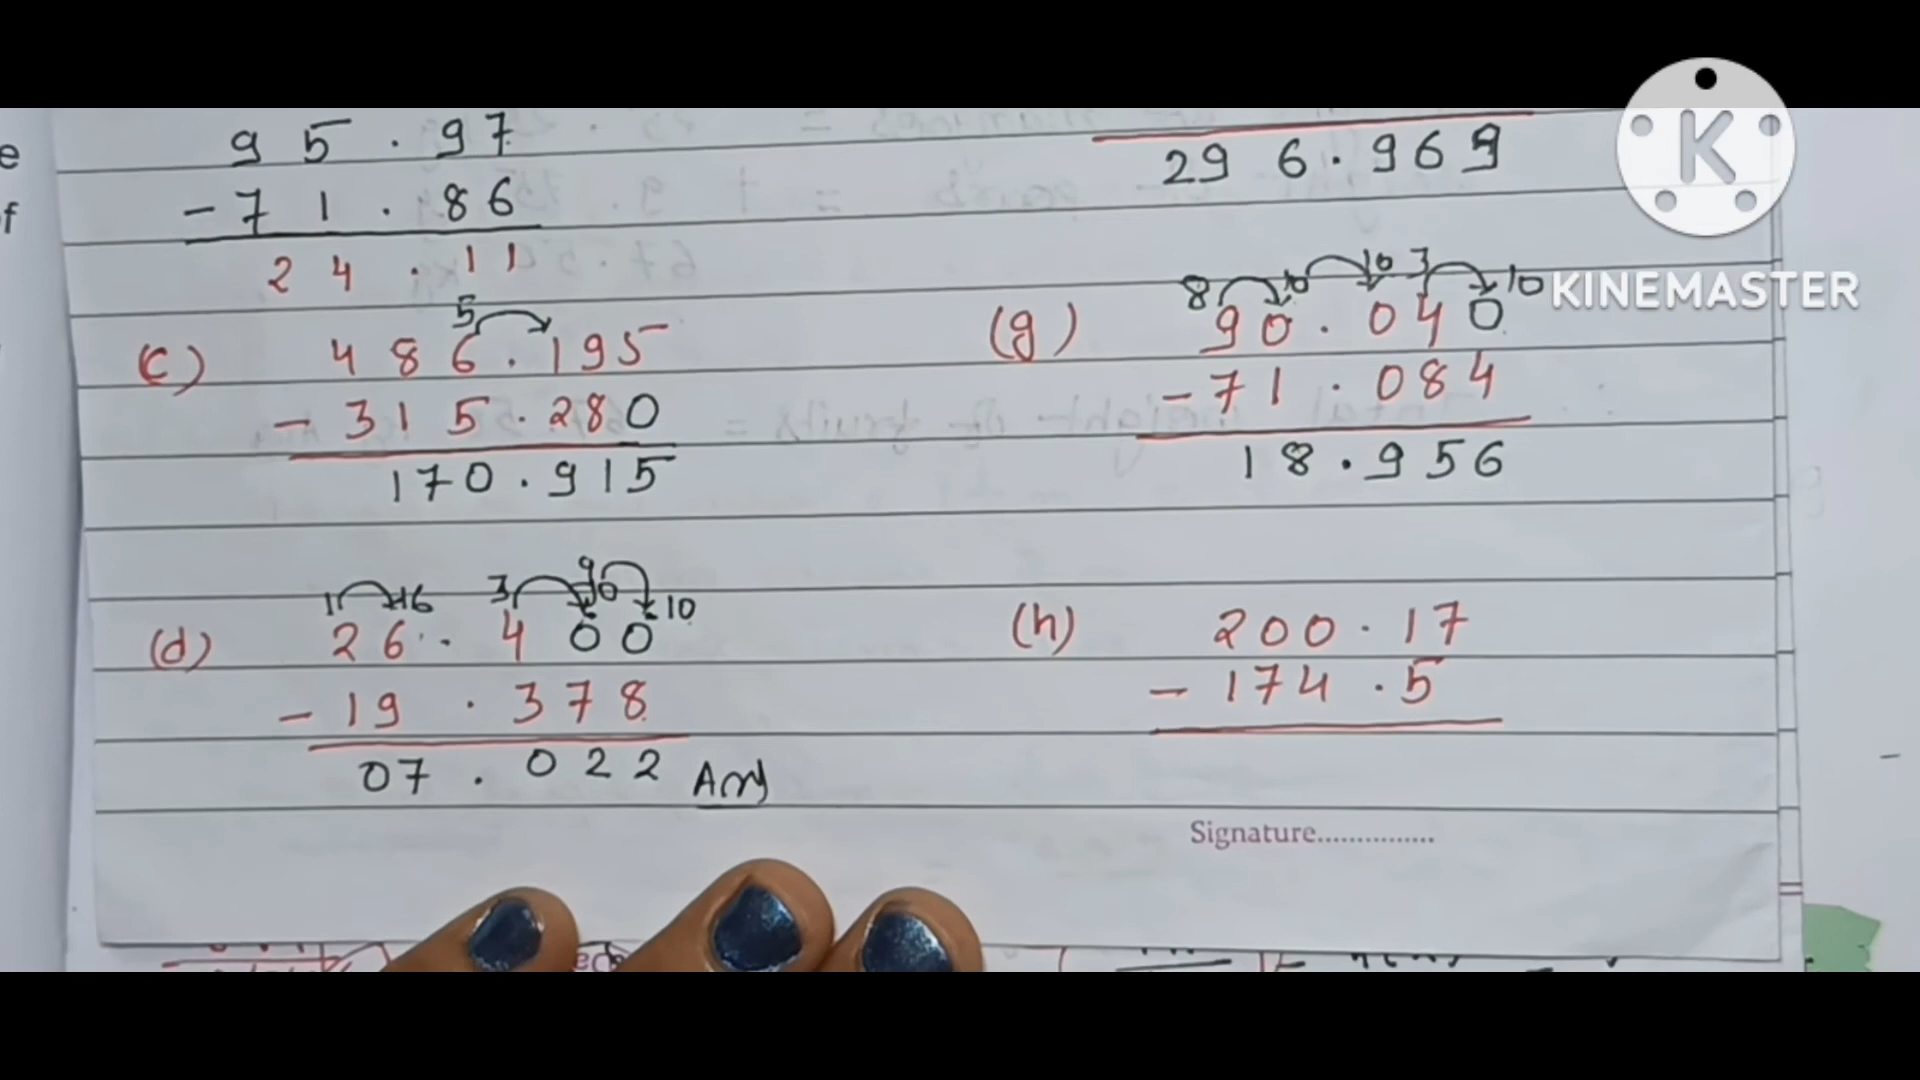 e
f
95.97
-71.86
24.11
5
(c) 486.195
-315.280
170.915
1 16 3 9 10 10
(d) 26.400
-19.378
07.022 Ans
296.969
8 10 10 3 10
(g) 90.040
-71.084
18.956
(h) 200.17
-174.5
Signature..............
K
KINEMASTER